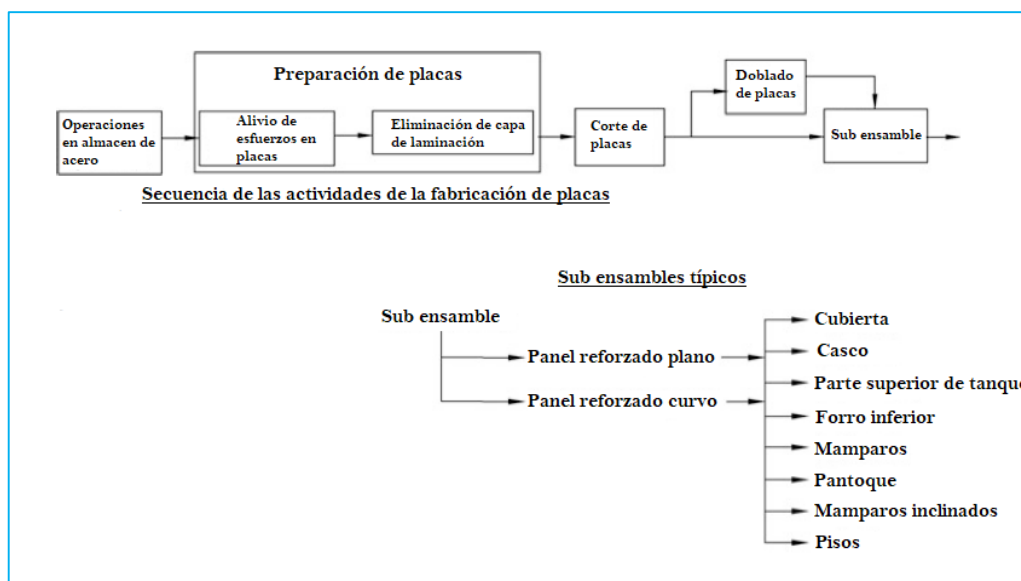 Preparación de placas
Operaciones
en almacen de
acero
Alivio de
esfuerzos en
placas
Eliminación de capa
de laminación
Corte de
placas
Doblado
de placas
Sub ensamble
Secuencia de las actividades de la fabricación de placas
Sub ensambles típicos
Sub ensamble
Panel reforzado plano
Panel reforzado curvo
Cubierta
Casco
Parte superior de tanque
Forro inferior
Mamparos
Pantoque
Mamparos inclinados
Pisos